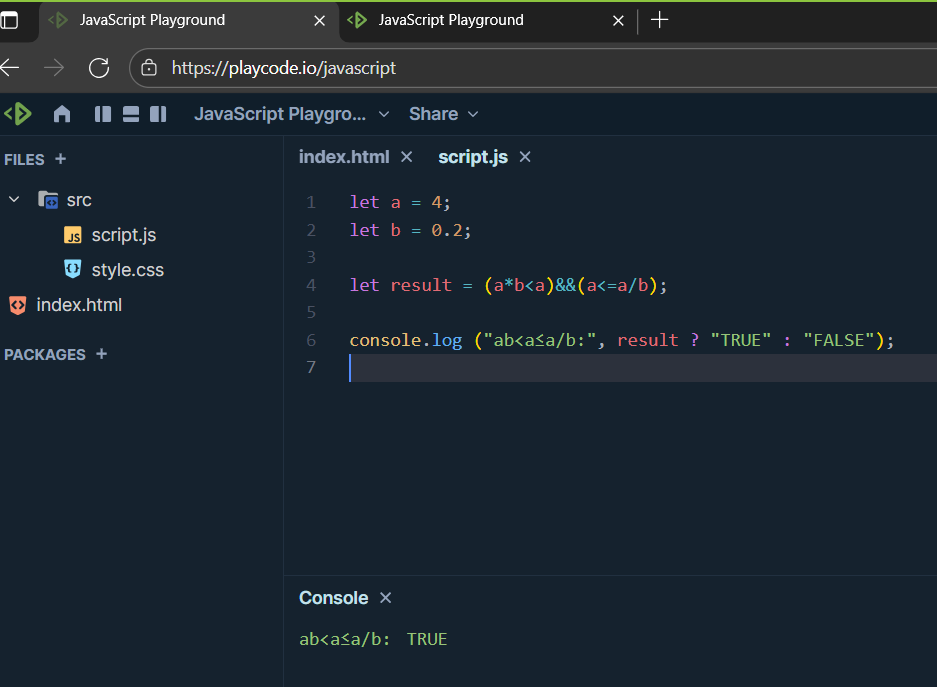 JavaScript Playground
JavaScript Playground
https://playcode.io/javascript
JavaScript Playgro...
Share
FILES +
src
JS script.js
style.css
index.html
PACKAGES +
index.html
script.js
1 let a = 4;
2 let b = 0.2;
3
4 let result = (a*b<a)&&(a<=a/b);
5
6 console.log ("ab<a≤a/b:", result ? "TRUE" : "FALSE");
7
Console
ab<a≤a/b: TRUE